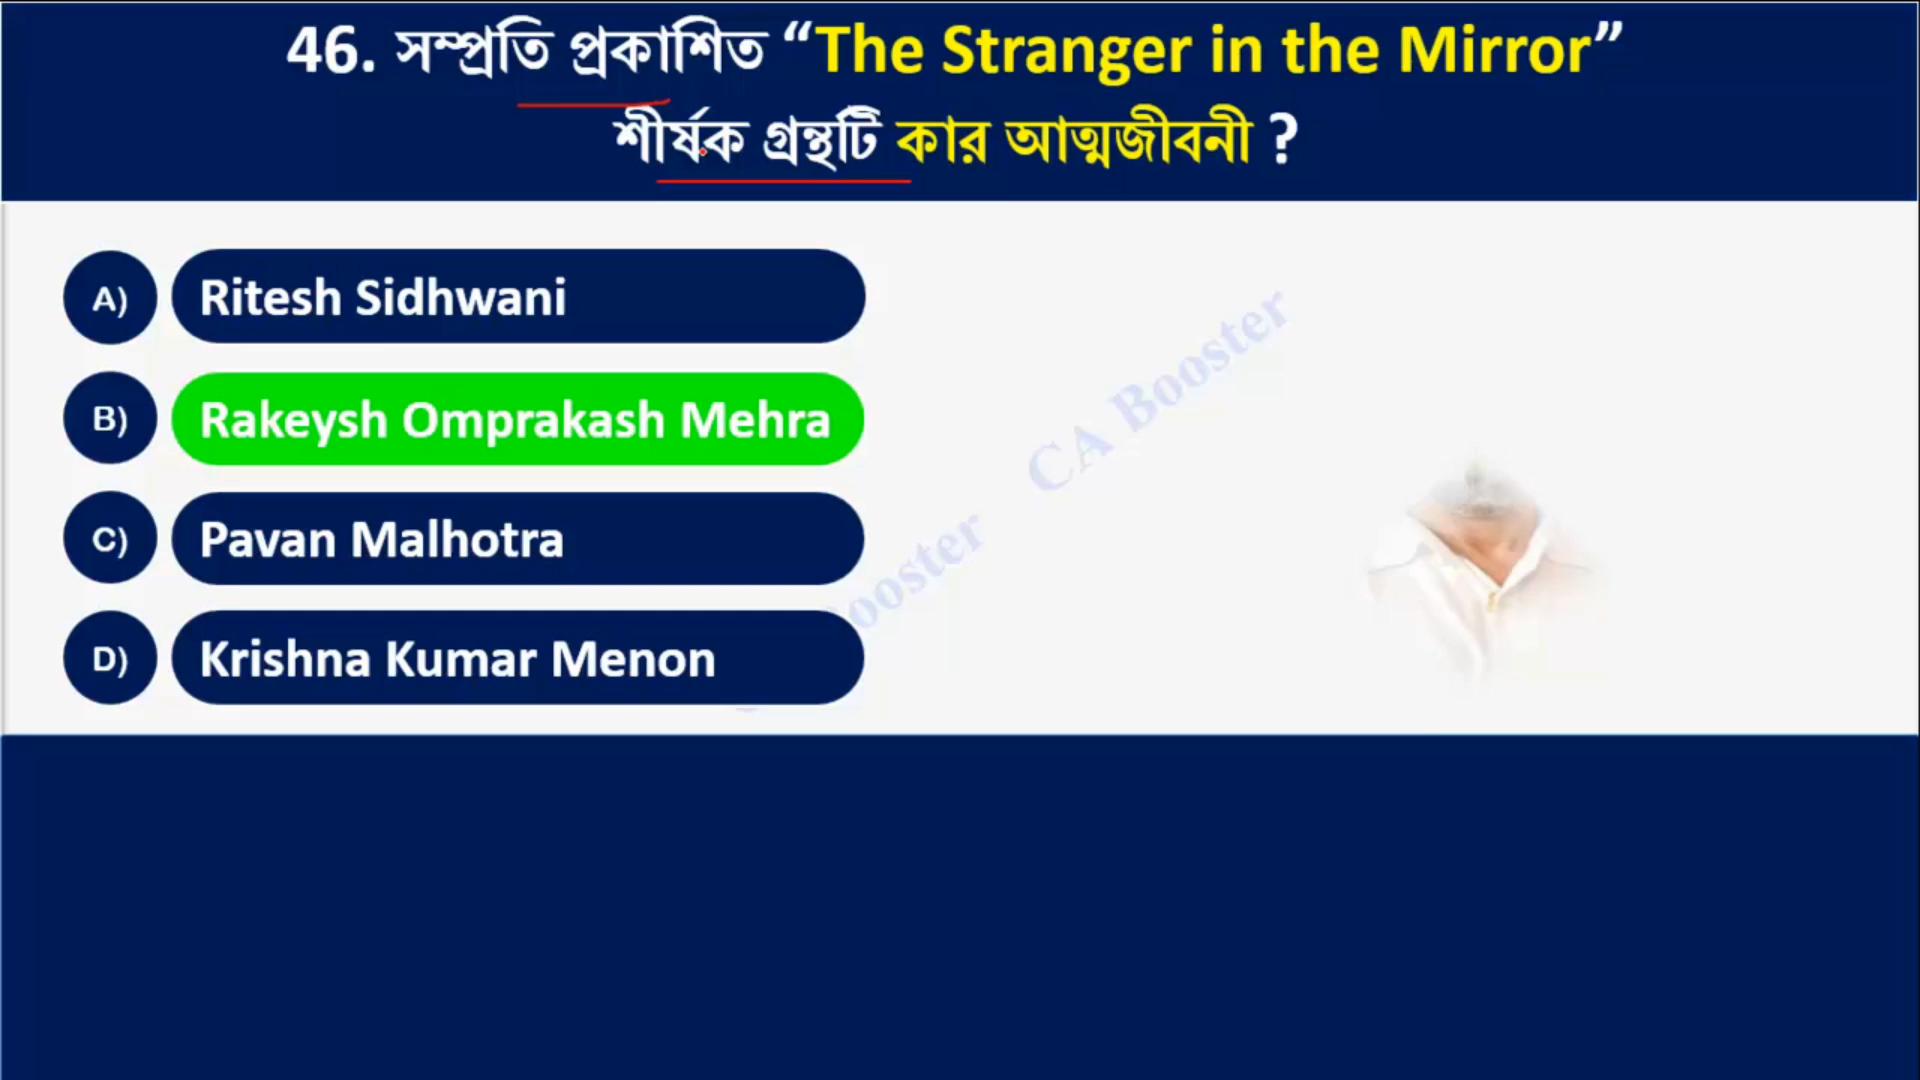 46. সম্প্রতি প্রকাশিত “The Stranger in the Mirror”
শীর্ষক গ্রন্থটি কার আত্মজীবনী ?
A) Ritesh Sidhwani
B) Rakeysh Omprakash Mehra
C) Pavan Malhotra
D) Krishna Kumar Menon
CA Booster
ooster